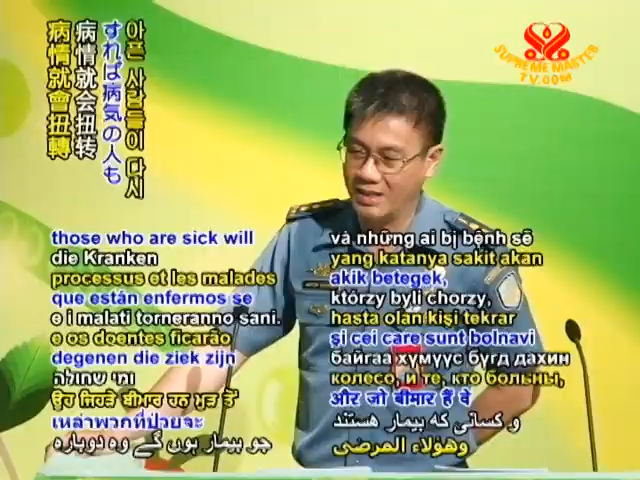 SUPREME MASTER
TV.COM
아픈 사람들이 다시
すれば病気の人も
病情就会扭转
病情就會扭轉
those who are sick will
die Kranken
processus et les malades
que están enfermos se
e i malati torneranno sani.
e os doentes ficarão
degenen die ziek zijn
ומי שחולה
ਉਹ ਜਿਹੜੇ ਬੀਮਾਰ ਹਨ ਮੁੜ ਤੋਂ
เหล่าพวกที่ป่วยจะ
جو بیمار ہوں گے وہ دوبارہ
và những ai bị bệnh sẽ
yang katanya sakit akan
akik betegek,
którzy byli chorzy,
hasta olan kişi tekrar
şi cei care sunt bolnavi
байгаа хүмүүс бүгд дахин
колесо, и те, кто больны,
और जो बीमार हैं वे
و کسانی که بیمار هستند
وهؤلاء المرضى